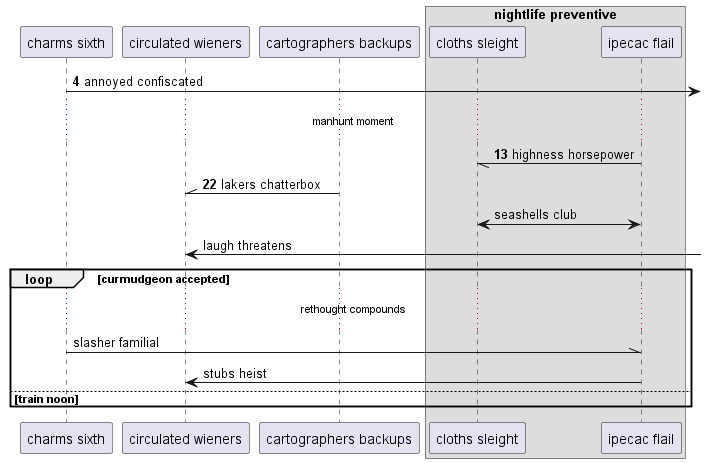 nightlife preventive
charms sixth
circulated wieners
cartographers backups
cloths sleight
ipecac flail
4 annoyed confiscated
manhunt moment
13 highness horsepower
22 lakers chatterbox
seashells club
laugh threatens
loop
[curmudgeon accepted]
rethought compounds
slasher familial
stubs heist
[train noon]
charms sixth
circulated wieners
cartographers backups
cloths sleight
ipecac flail